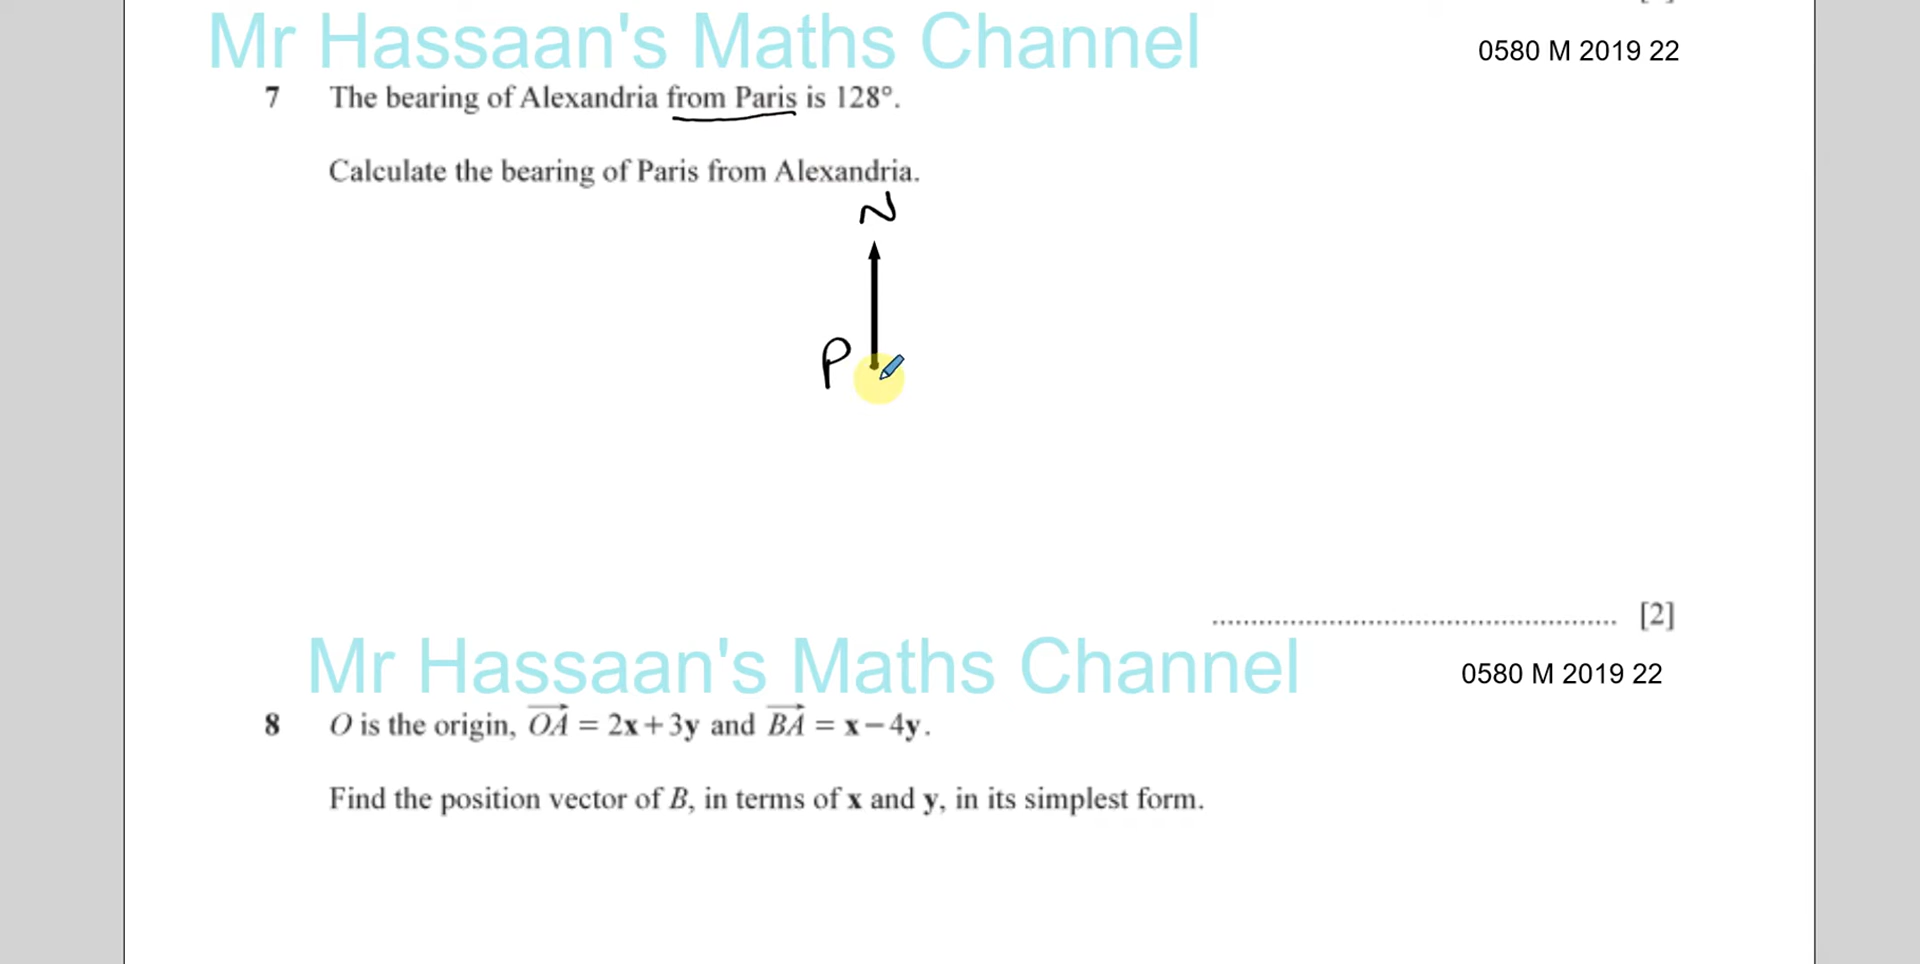 Mr Hassaan's Maths Channel
0580 M 2019 22
7 The bearing of Alexandria from Paris is 128°.
Calculate the bearing of Paris from Alexandria.
N
P
[2]
Mr Hassaan's Maths Channel
0580 M 2019 22
8 O is the origin, \overrightarrow{OA} = 2x + 3y and \overrightarrow{BA} = x − 4y.
Find the position vector of B, in terms of x and y, in its simplest form.